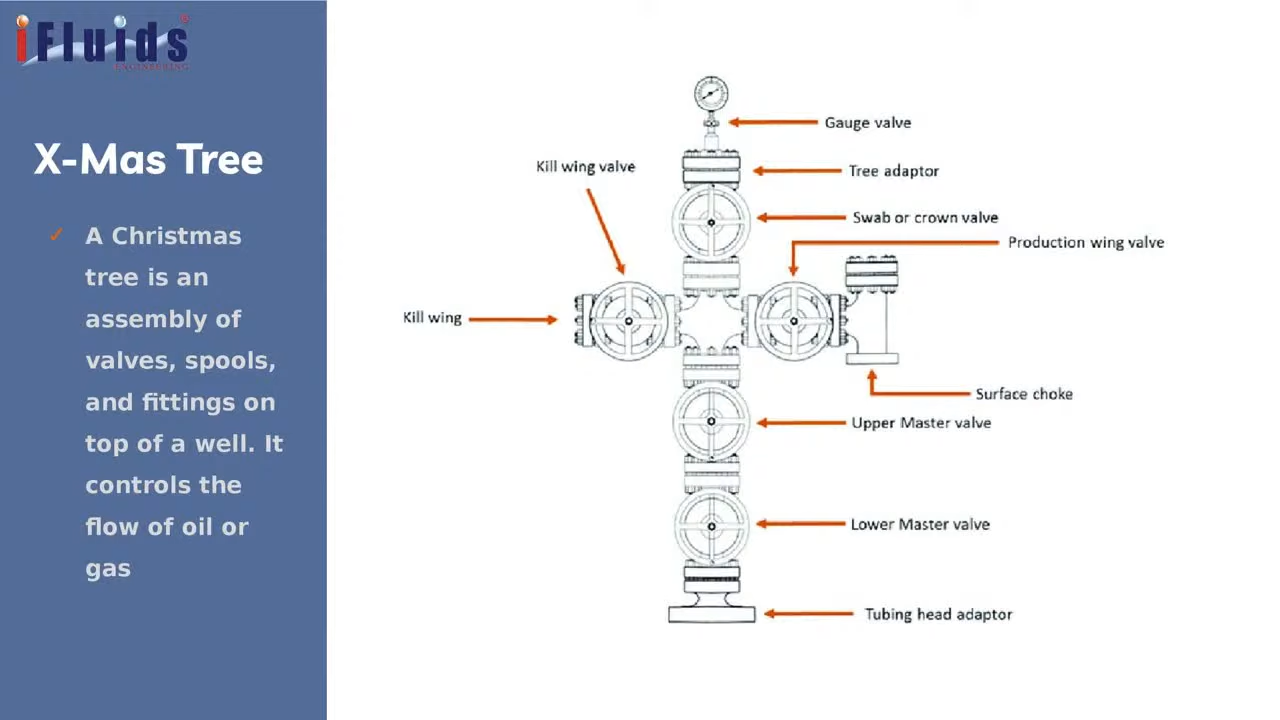 iFluids
ENGINEERING
X-Mas Tree
✓ A Christmas
tree is an
assembly of
valves, spools,
and fittings on
top of a well. It
controls the
flow of oil or
gas
Gauge valve
Kill wing valve
Tree adaptor
Swab or crown valve
Production wing valve
Kill wing
Surface choke
Upper Master valve
Lower Master valve
Tubing head adaptor